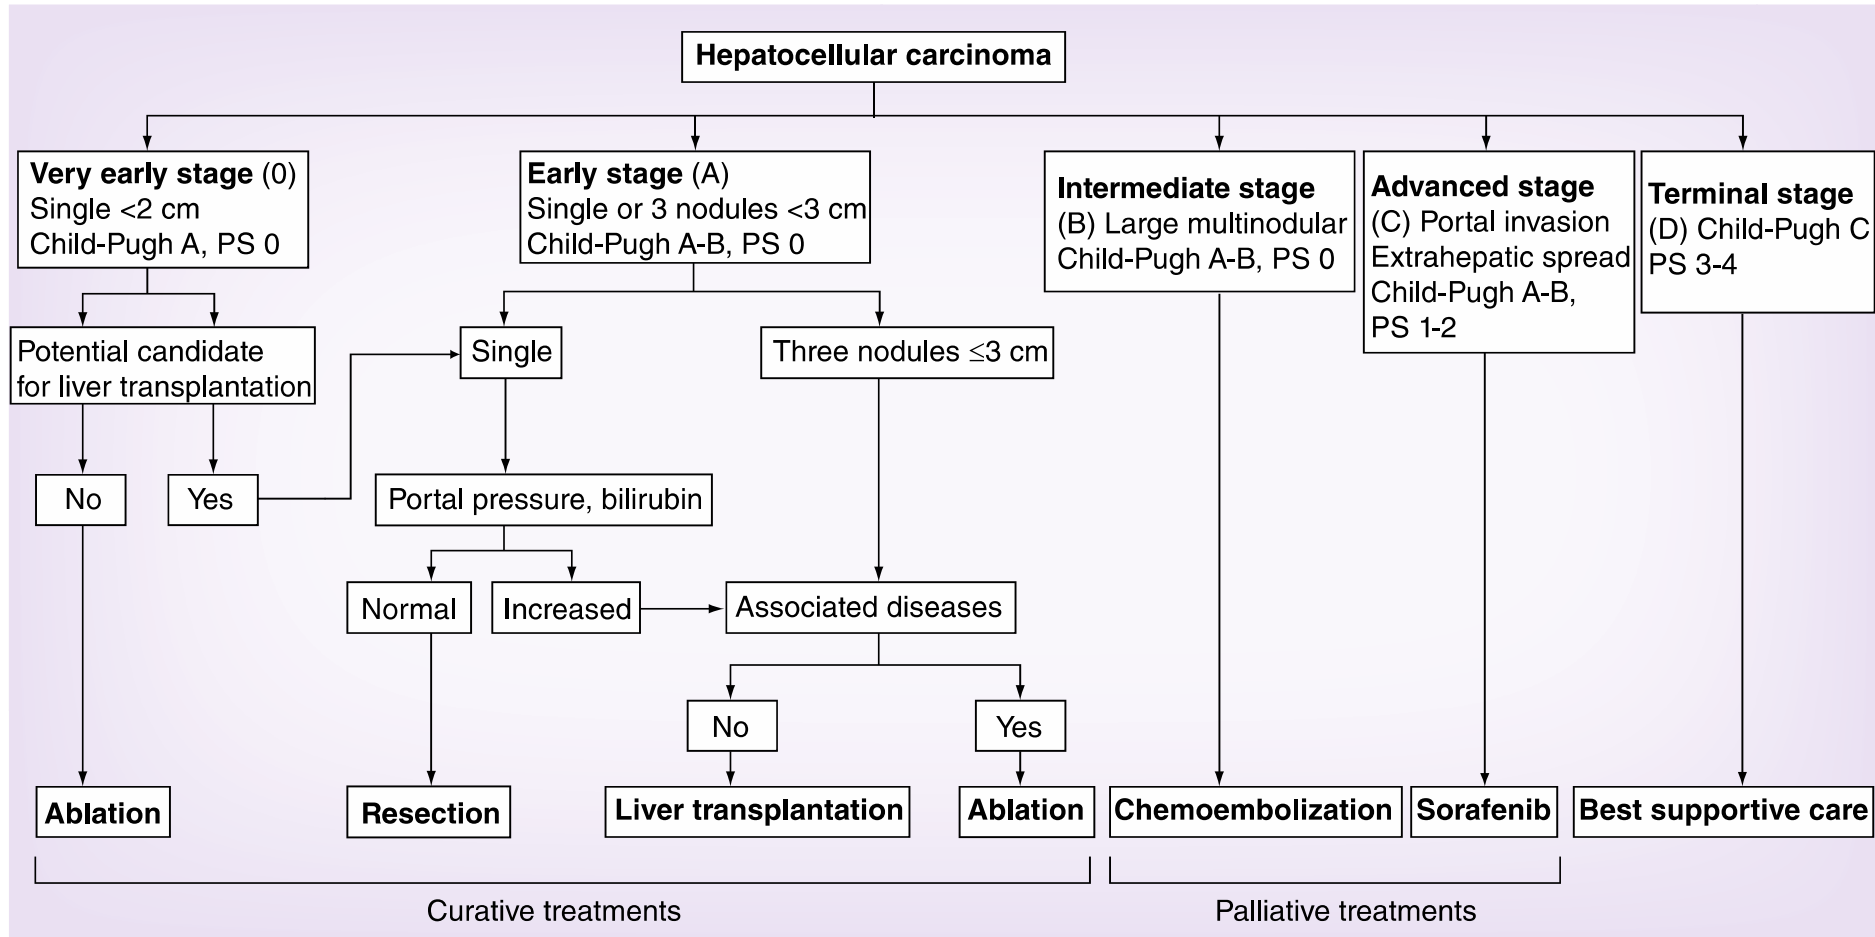 Hepatocellular carcinoma
Very early stage (0)
Single <2 cm
Child-Pugh A, PS 0
Early stage (A)
Single or 3 nodules <3 cm
Child-Pugh A-B, PS 0
Intermediate stage
(B) Large multinodular
Child-Pugh A-B, PS 0
Advanced stage
(C) Portal invasion
Extrahepatic spread
Child-Pugh A-B,
PS 1-2
Terminal stage
(D) Child-Pugh C
PS 3-4
Potential candidate
for liver transplantation
Single
Three nodules ≤3 cm
No
Yes
Portal pressure, bilirubin
Normal
Increased
Associated diseases
No
Yes
Ablation
Resection
Liver transplantation
Ablation
Chemoembolization
Sorafenib
Best supportive care
Curative treatments
Palliative treatments